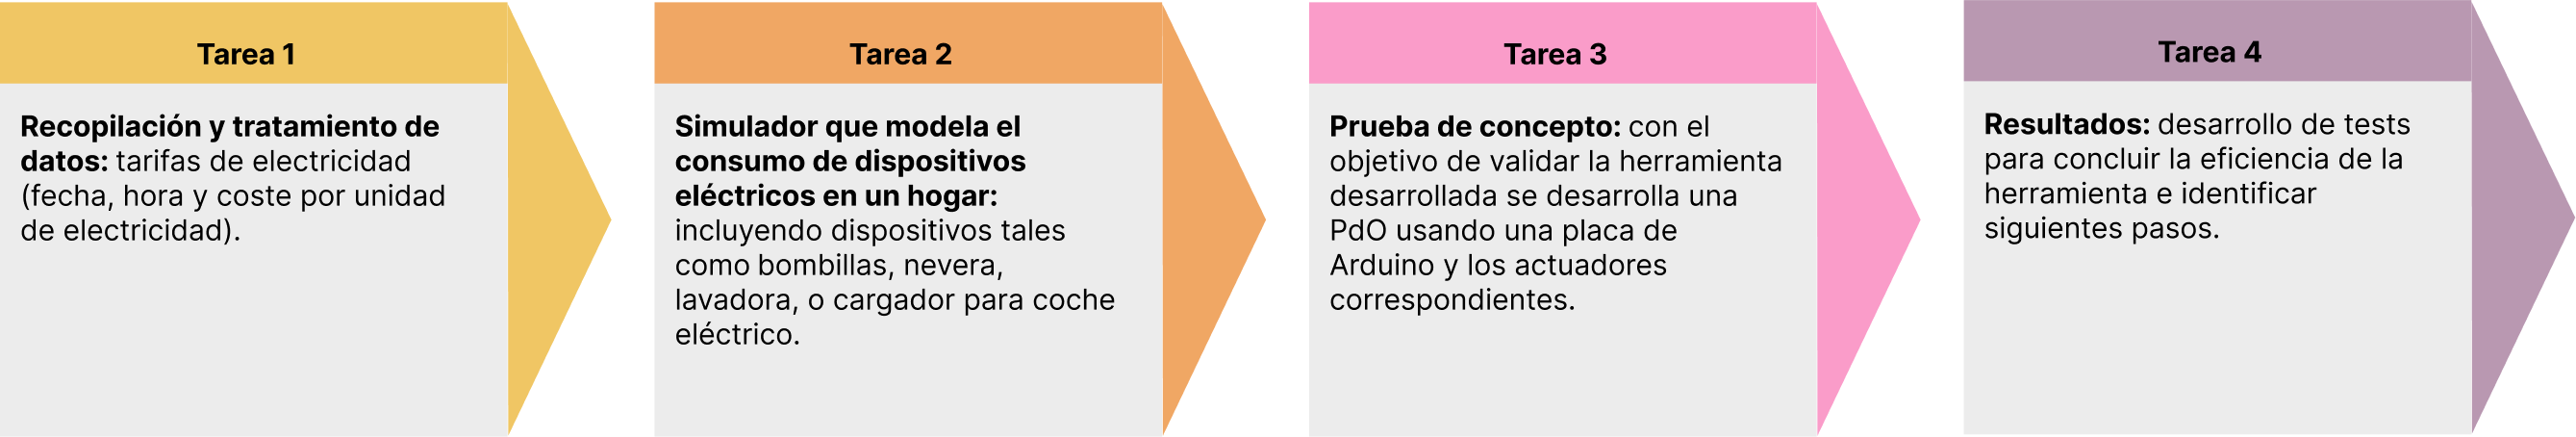 Tarea 1
Recopilación y tratamiento de
datos: tarifas de electricidad
(fecha, hora y coste por unidad
de electricidad).
Tarea 2
Simulador que modela el
consumo de dispositivos
eléctricos en un hogar:
incluyendo dispositivos tales
como bombillas, nevera,
lavadora, o cargador para coche
eléctrico.
Tarea 3
Prueba de concepto: con el
objetivo de validar la herramienta
desarrollada se desarrolla una
PdO usando una placa de
Arduino y los actuadores
correspondientes.
Tarea 4
Resultados: desarrollo de tests
para concluir la eficiencia de la
herramienta e identificar
siguientes pasos.